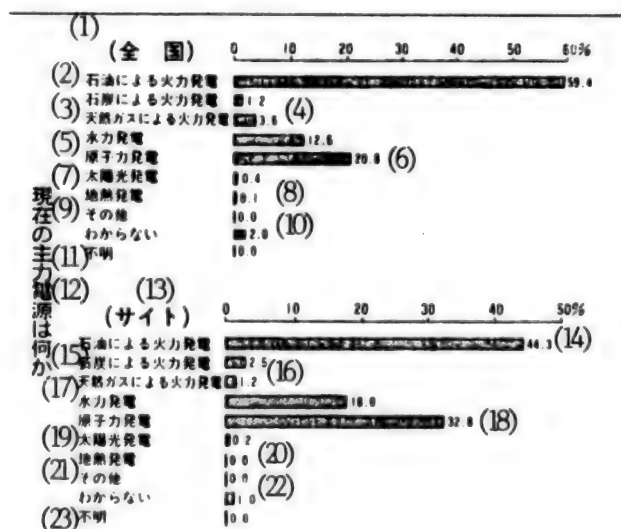 (1)
(全 国) 0 10 20 30 40 50 60%
(2) 石油による火力発電 59.4
石炭による火力発電 1.2
(3) 天然ガスによる火力発電 3.6 (4)
(5) 水力発電 12.6
原子力発電 20.8 (6)
(7) 太陽光発電 0.4
地熱発電 0.1 (8)
(9) その他 0.0
わからない 2.0 (10)
(11) 不明 0.0
現在の主力電源は何か
(12) (13)
(サイト) 0 10 20 30 40 50%
石油による火力発電 44.3 (14)
(15) 石炭による火力発電 2.5
天然ガスによる火力発電 1.2 (16)
(17) 水力発電 18.0
原子力発電 32.8 (18)
(19) 太陽光発電 0.2
地熱発電 0.0 (20)
(21) その他 0.0
わからない 1.0 (22)
(23) 不明 0.0